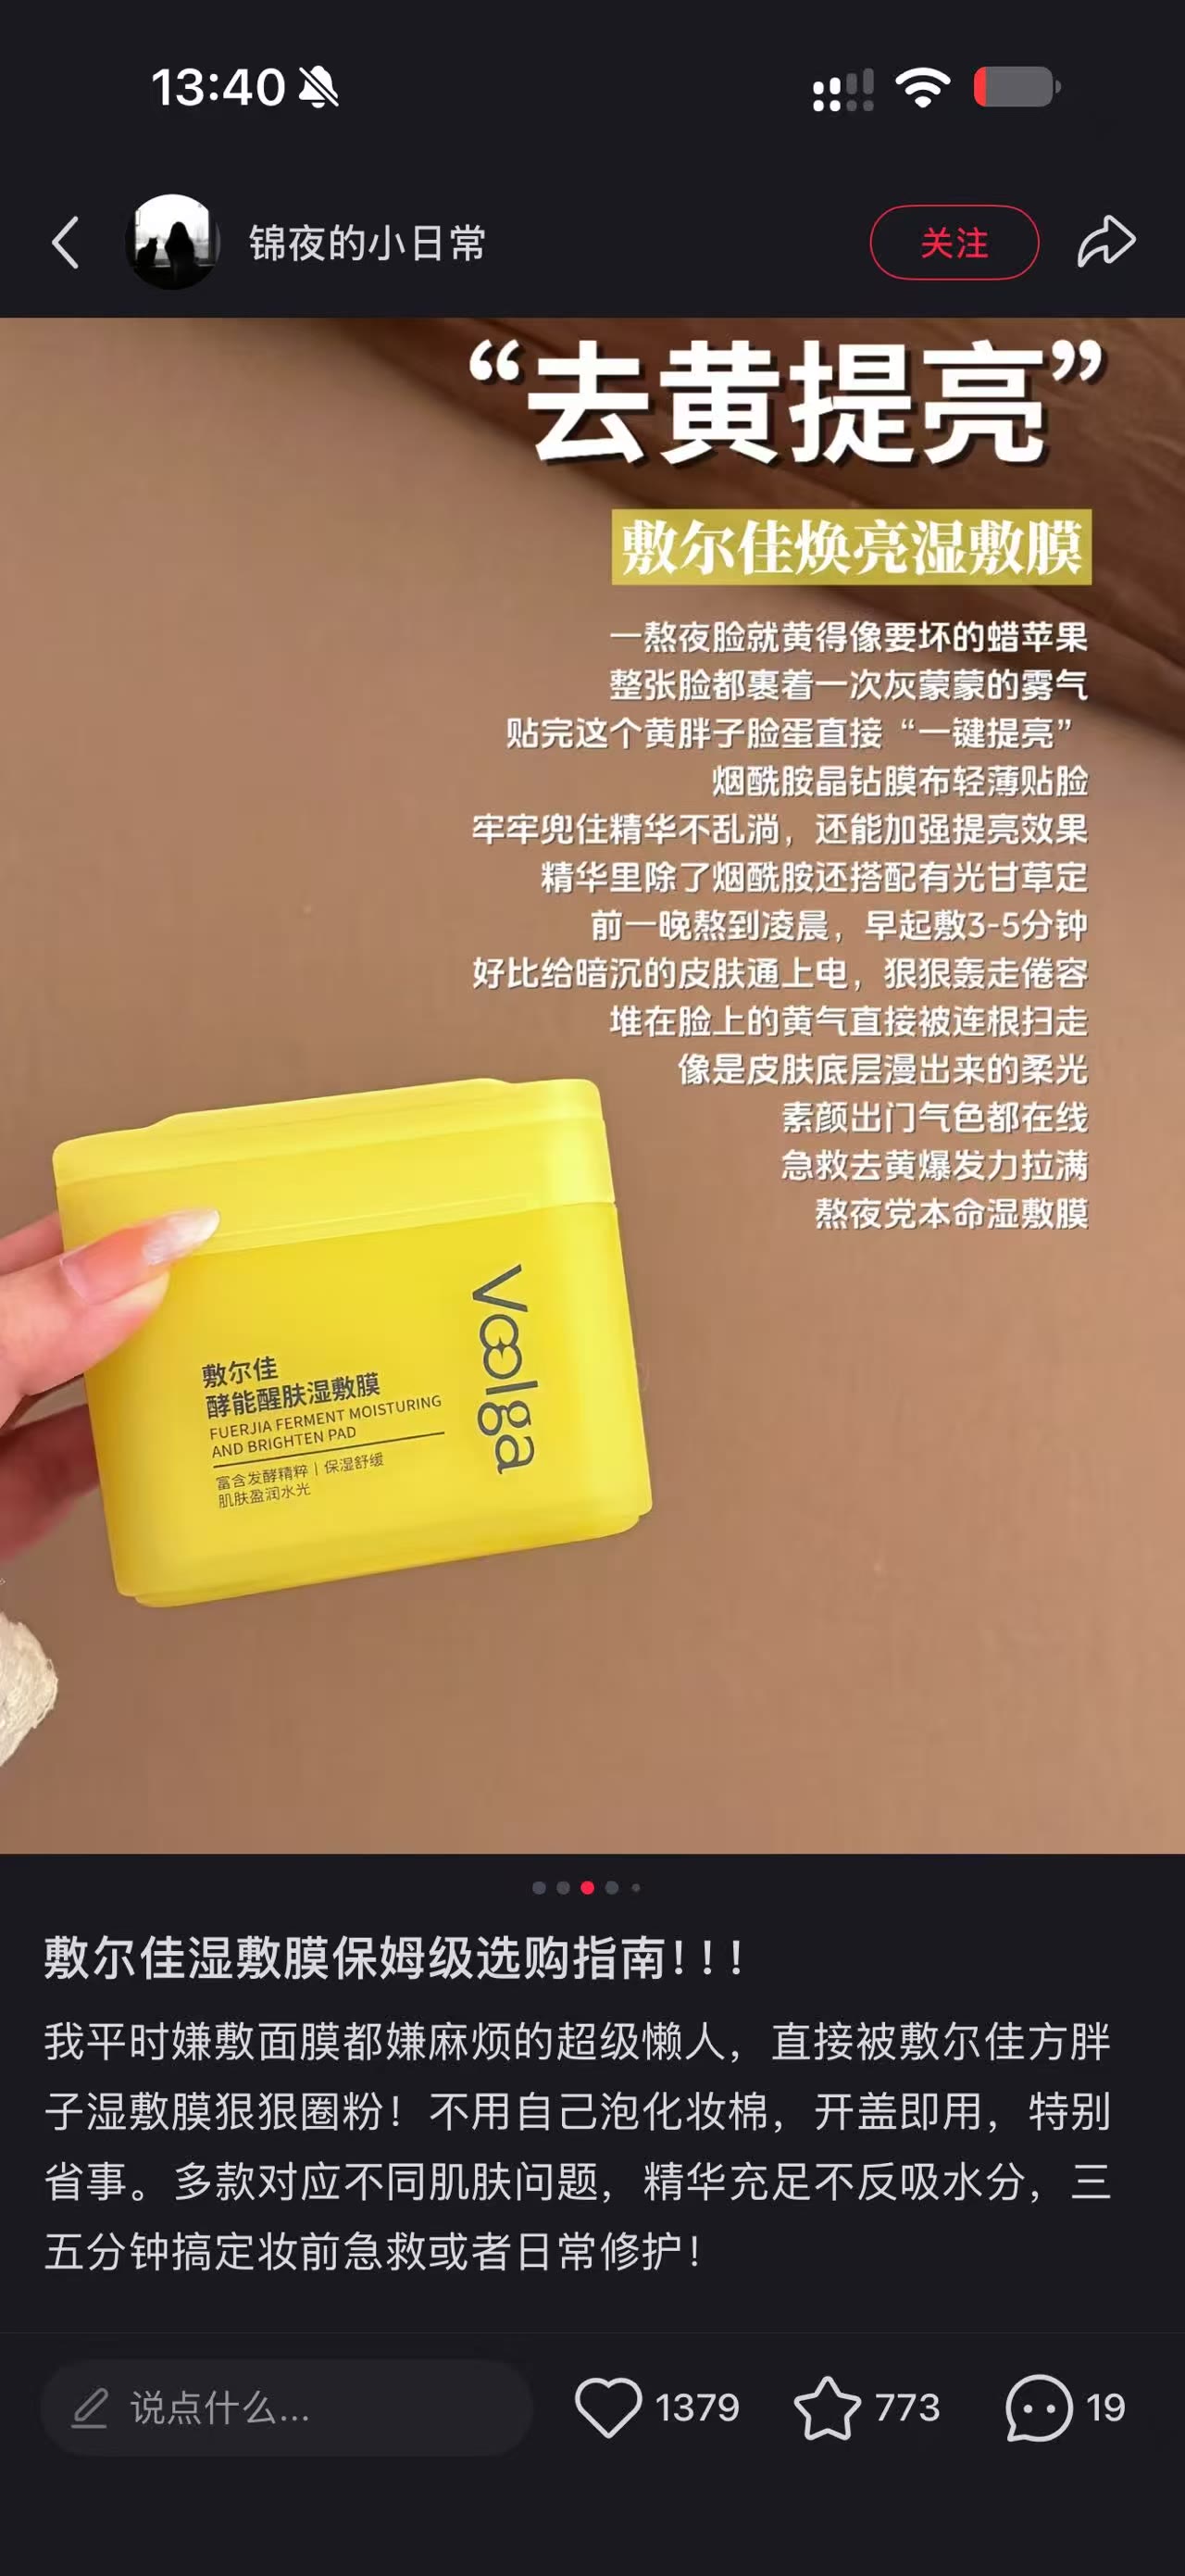 13:40
锦夜的小日常
关注
“去黄提亮”
敷尔佳焕亮湿敷膜
一熬夜脸就黄得像要坏的蜡苹果
整张脸都裹着一次灰蒙蒙的雾气
贴完这个黄胖子脸蛋直接“一键提亮”
烟酰胺晶钻膜布轻薄贴脸
牢牢兜住精华不乱淌，还能加强提亮效果
精华里除了烟酰胺还搭配有光甘草定
前一晚熬到凌晨，早起敷3-5分钟
好比给暗沉的皮肤通上电，狠狠轰走倦容
堆在脸上的黄气直接被连根扫走
像是皮肤底层漫出来的柔光
素颜出门气色都在线
急救去黄爆发力拉满
熬夜党本命湿敷膜
Voolga
敷尔佳
酵能醒肤湿敷膜
FUERJIA FERMENT MOISTURING
AND BRIGHTEN PAD
富含发酵精粹｜保湿舒缓
肌肤盈润水光
敷尔佳湿敷膜保姆级选购指南！！！
我平时嫌敷面膜都嫌麻烦的超级懒人，直接被敷尔佳方胖
子湿敷膜狠狠圈粉！不用自己泡化妆棉，开盖即用，特别
省事。多款对应不同肌肤问题，精华充足不反吸水分，三
五分钟搞定妆前急救或者日常修护！
说点什么...
1379
773
19